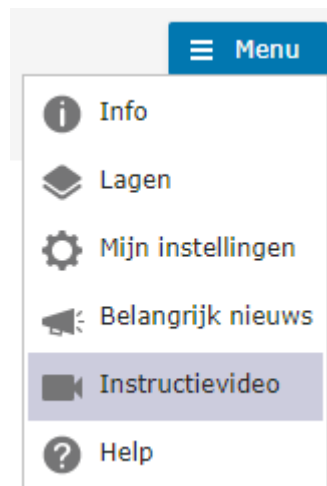 Menu
Info
Lagen
Mijn instellingen
Belangrijk nieuws
Instructievideo
Help